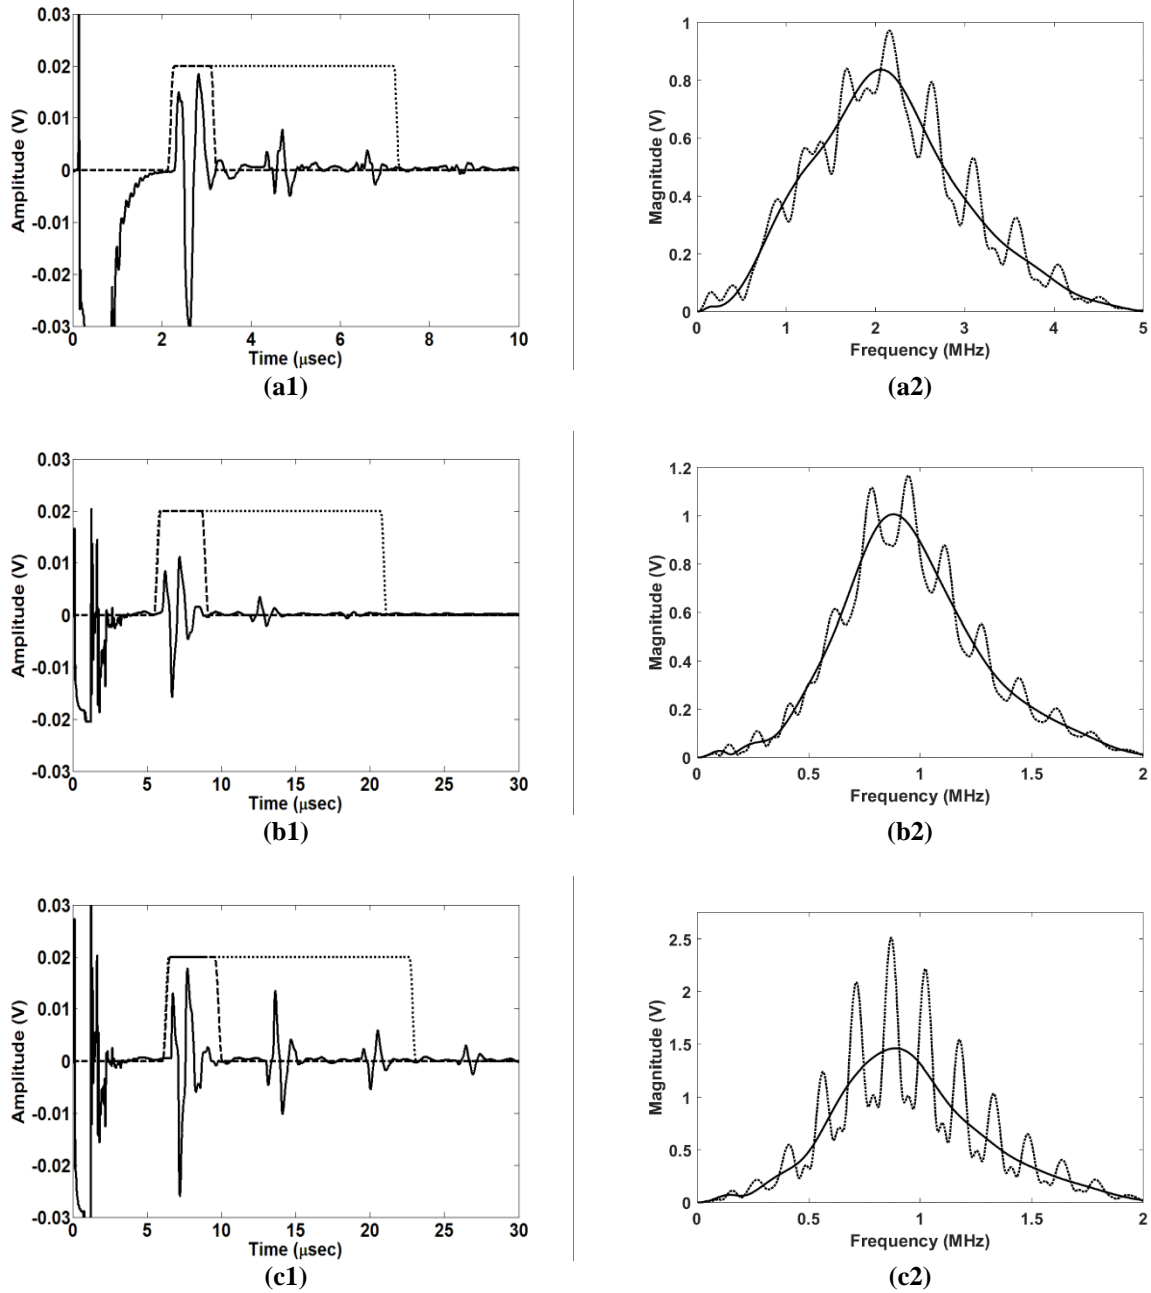 0.03
0.02
0.01
0
-0.01
-0.02
-0.03
Amplitude (V)
0 2 4 6 8 10
Time (μsec)
(a1)
1
0.8
0.6
0.4
0.2
0
Magnitude (V)
0 1 2 3 4 5
Frequency (MHz)
(a2)
0.03
0.02
0.01
0
-0.01
-0.02
-0.03
Amplitude (V)
0 5 10 15 20 25 30
Time (μsec)
(b1)
1.2
1
0.8
0.6
0.4
0.2
0
Magnitude (V)
0 0.5 1 1.5 2
Frequency (MHz)
(b2)
0.03
0.02
0.01
0
-0.01
-0.02
-0.03
Amplitude (V)
0 5 10 15 20 25 30
Time (μsec)
(c1)
2.5
2
1.5
1
0.5
0
Magnitude (V)
0 0.5 1 1.5 2
Frequency (MHz)
(c2)